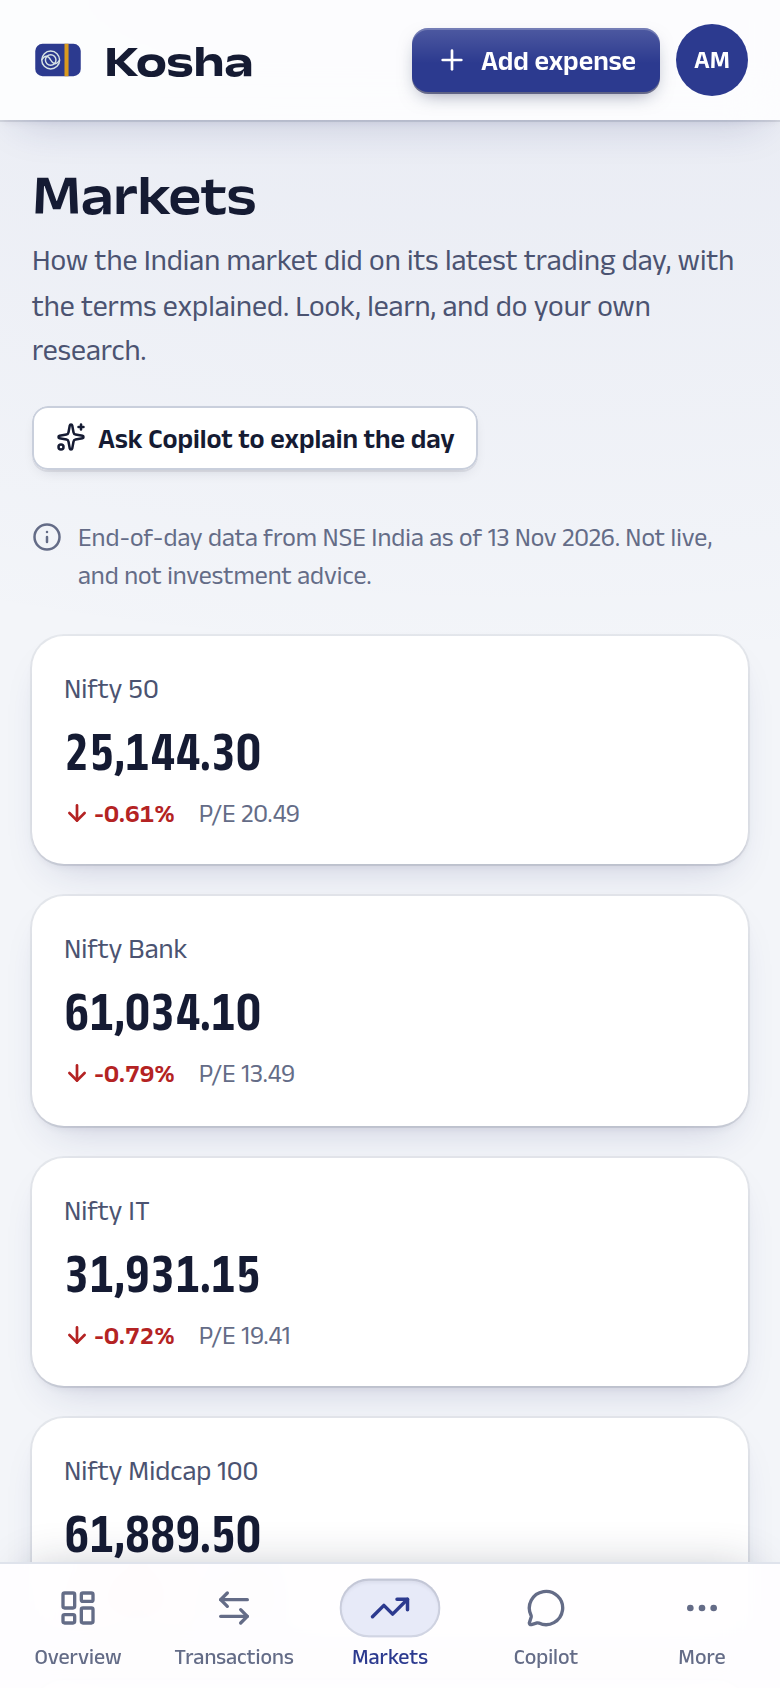 Kosha
Add expense
AM
Markets
How the Indian market did on its latest trading day, with
the terms explained. Look, learn, and do your own
research.
Ask Copilot to explain the day
End-of-day data from NSE India as of 13 Nov 2026. Not live,
and not investment advice.
Nifty 50
25,144.30
-0.61% P/E 20.49
Nifty Bank
61,034.10
-0.79% P/E 13.49
Nifty IT
31,931.15
-0.72% P/E 19.41
Nifty Midcap 100
61,889.50
Overview
Transactions
Markets
Copilot
More